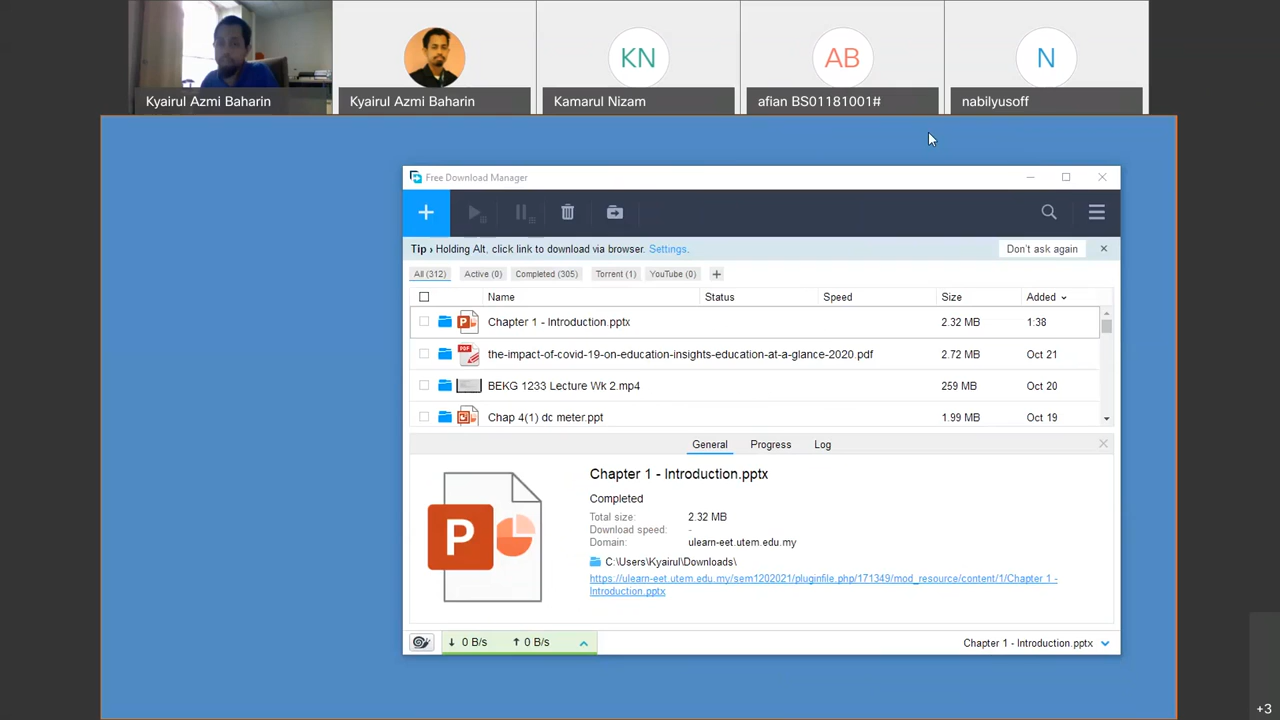 KN
AB
N
Kyairul Azmi Baharin
Kyairul Azmi Baharin
Kamarul Nizam
afian BS01181001#
nabilyusoff
Free Download Manager
Tip › Holding Alt, click link to download via browser. Settings.
Don't ask again
All (312) Active (0) Completed (305) Torrent (1) YouTube (0)
Name Status Speed Size Added
Chapter 1 - Introduction.pptx 2.32 MB 1:38
the-impact-of-covid-19-on-education-insights-education-at-a-glance-2020.pdf 2.72 MB Oct 21
BEKG 1233 Lecture Wk 2.mp4 259 MB Oct 20
Chap 4(1) dc meter.ppt 1.99 MB Oct 19
General Progress Log
Chapter 1 - Introduction.pptx
Completed
Total size: 2.32 MB
Download speed: -
Domain: ulearn-eet.utem.edu.my
C:\Users\Kyairul\Downloads\
https://ulearn-eet.utem.edu.my/sem1202021/pluginfile.php/171349/mod_resource/content/1/Chapter 1 -
Introduction.pptx
P
↓ 0 B/s ↑ 0 B/s
Chapter 1 - Introduction.pptx
+3